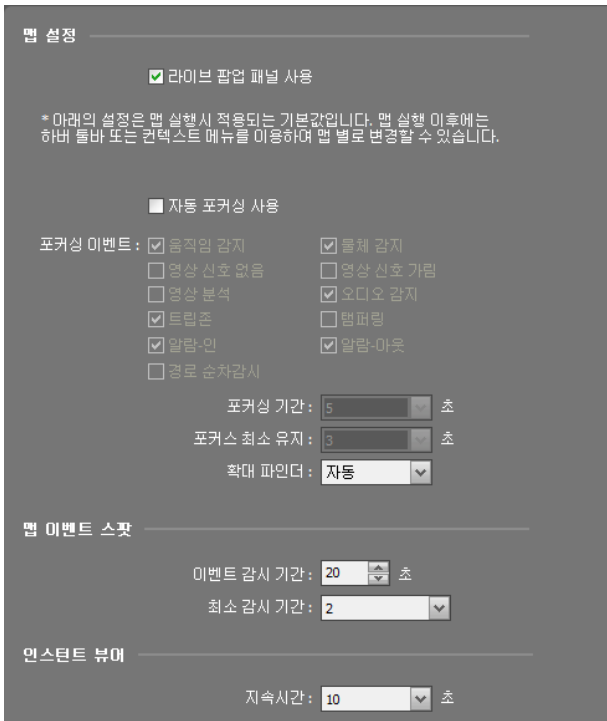 맵 설정
라이브 팝업 패널 사용
* 아래의 설정은 맵 실행시 적용되는 기본값입니다. 맵 실행 이후에는
하버 툴바 또는 컨텍스트 메뉴를 이용하여 맵 별로 변경할 수 있습니다.
자동 포커싱 사용
포커싱 이벤트 : 움직임 감지 물체 감지
영상 신호 없음 영상 신호 가림
영상 분석 오디오 감지
트립존 탬퍼링
알람-인 알람-아웃
경로 순차감시
포커싱 기간 : 5 초
포커스 최소 유지 : 3 초
확대 파인더 : 자동
맵 이벤트 스팟
이벤트 감시 기간 : 20 초
최소 감시 기간 : 2
인스턴트 뷰어
지속시간 : 10 초